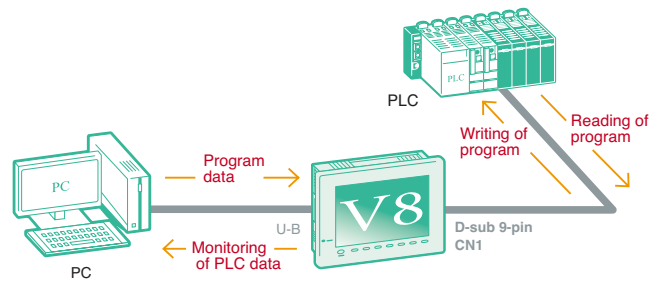 PLC
PLC
Writing of
program
Reading of
program
Program
data
PC
V8
U-B
D-sub 9-pin
CN1
Monitoring
of PLC data
PC